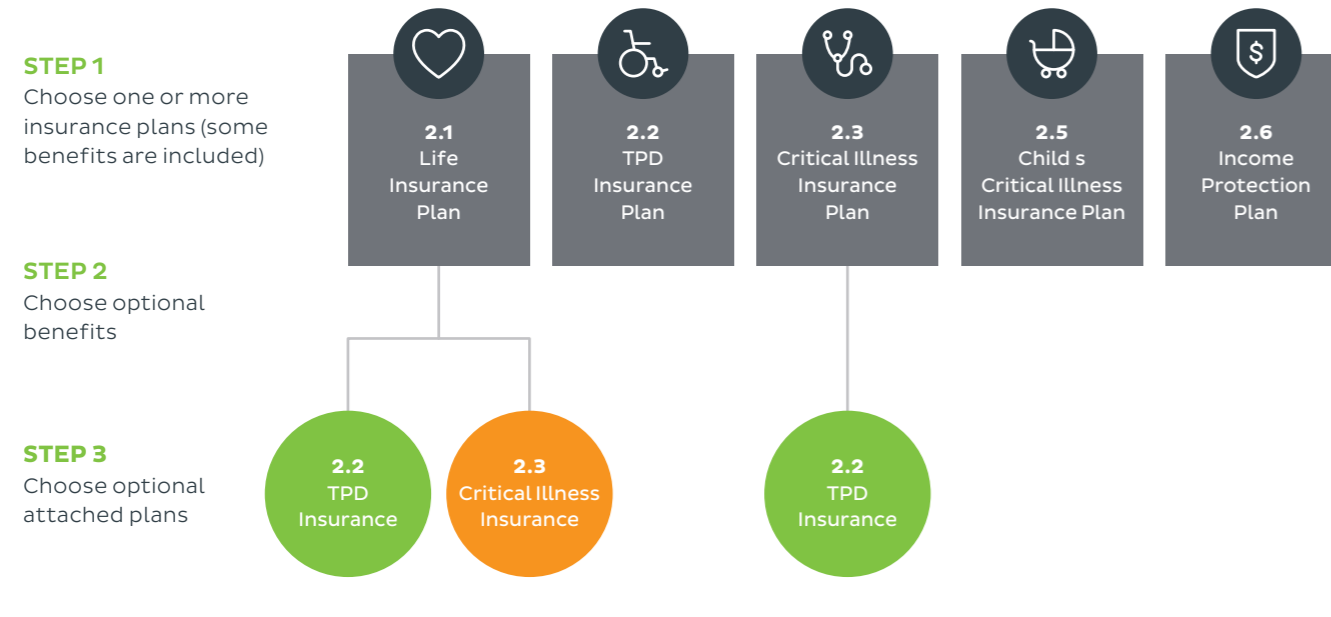 STEP 1
Choose one or more
insurance plans (some
benefits are included)
2.1
Life
Insurance
Plan
2.2
TPD
Insurance
Plan
2.3
Critical Illness
Insurance
Plan
2.5
Child s
Critical Illness
Insurance Plan
$
2.6
Income
Protection
Plan
STEP 2
Choose optional
benefits
STEP 3
Choose optional
attached plans
2.2
TPD
Insurance
2.3
Critical Illness
Insurance
2.2
TPD
Insurance